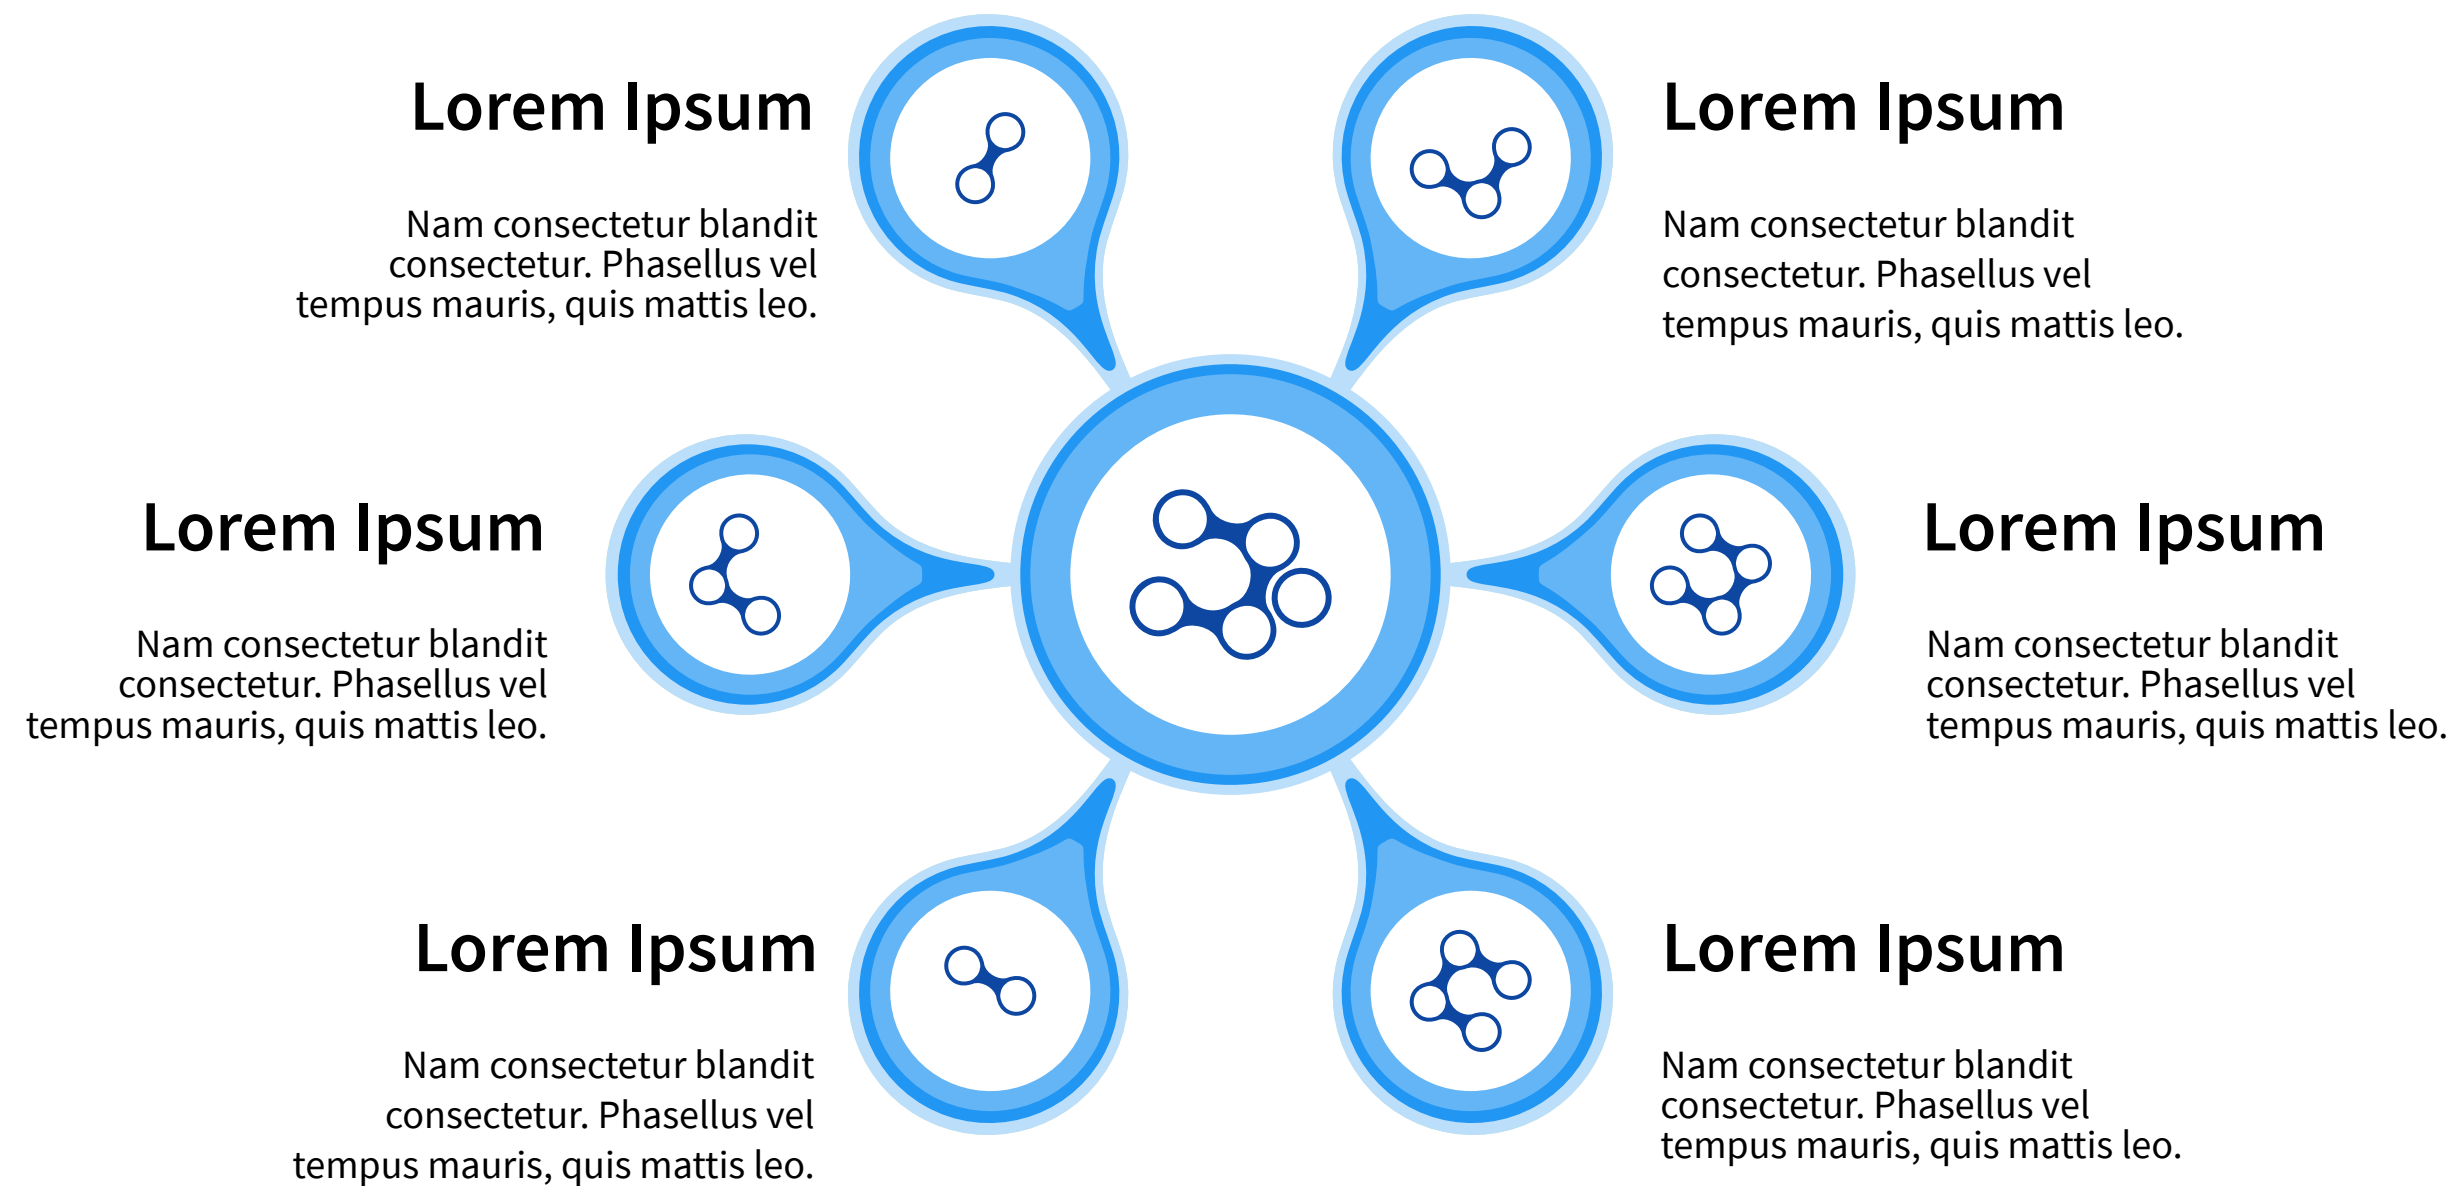 Lorem Ipsum
Nam consectetur blandit
consectetur. Phasellus vel
tempus mauris, quis mattis leo.
Lorem Ipsum
Nam consectetur blandit
consectetur. Phasellus vel
tempus mauris, quis mattis leo.
Lorem Ipsum
Nam consectetur blandit
consectetur. Phasellus vel
tempus mauris, quis mattis leo.
Lorem Ipsum
Nam consectetur blandit
consectetur. Phasellus vel
tempus mauris, quis mattis leo.
Lorem Ipsum
Nam consectetur blandit
consectetur. Phasellus vel
tempus mauris, quis mattis leo.
Lorem Ipsum
Nam consectetur blandit
consectetur. Phasellus vel
tempus mauris, quis mattis leo.